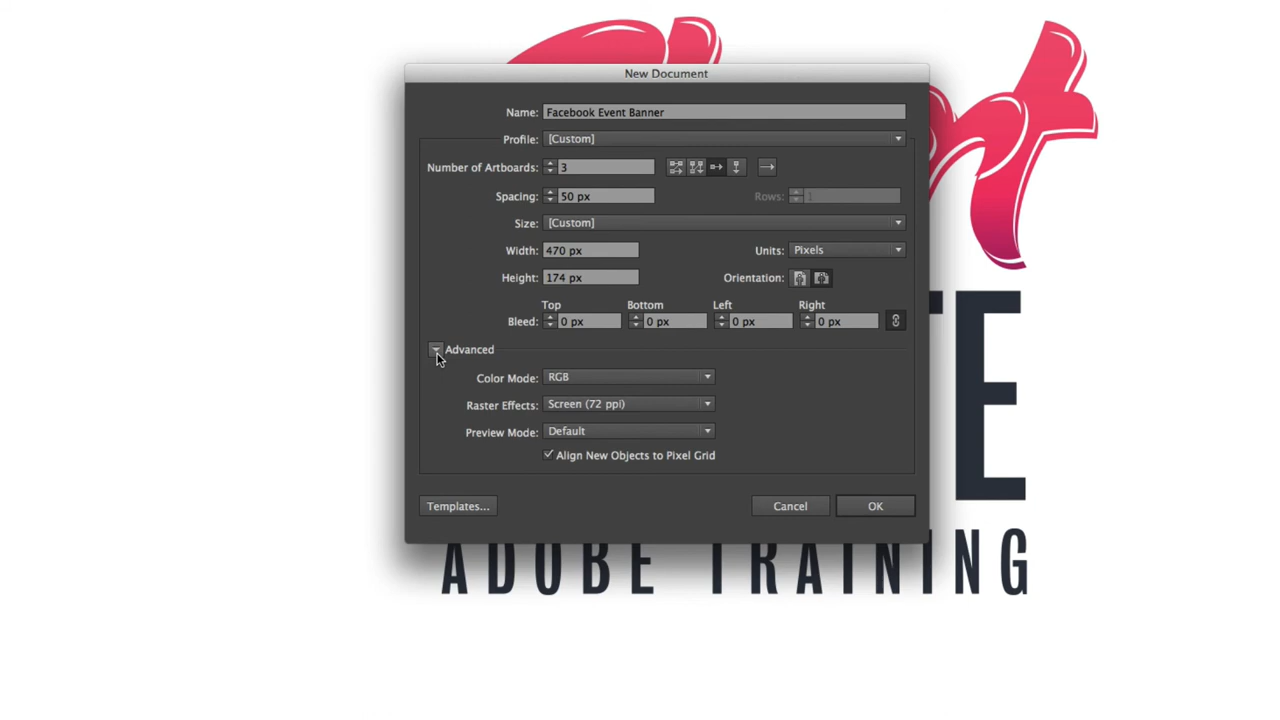 New Document
Name: Facebook Event Banner
Profile: [Custom]
Number of Artboards: 3
Spacing: 50 px Rows: 1
Size: [Custom]
Width: 470 px Units: Pixels
Height: 174 px Orientation:
Top Bottom Left Right
Bleed: 0 px 0 px 0 px 0 px
Advanced
Color Mode: RGB
Raster Effects: Screen (72 ppi)
Preview Mode: Default
Align New Objects to Pixel Grid
Templates... Cancel OK
ADOBE TRAINING